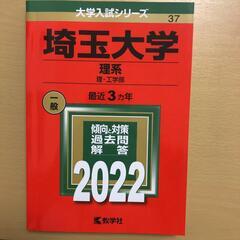 大学入試シリーズ
37
埼玉大学
理系
理・工学部
一般
最近3カ年
傾向と対策
過去問
解答
2022
教学社